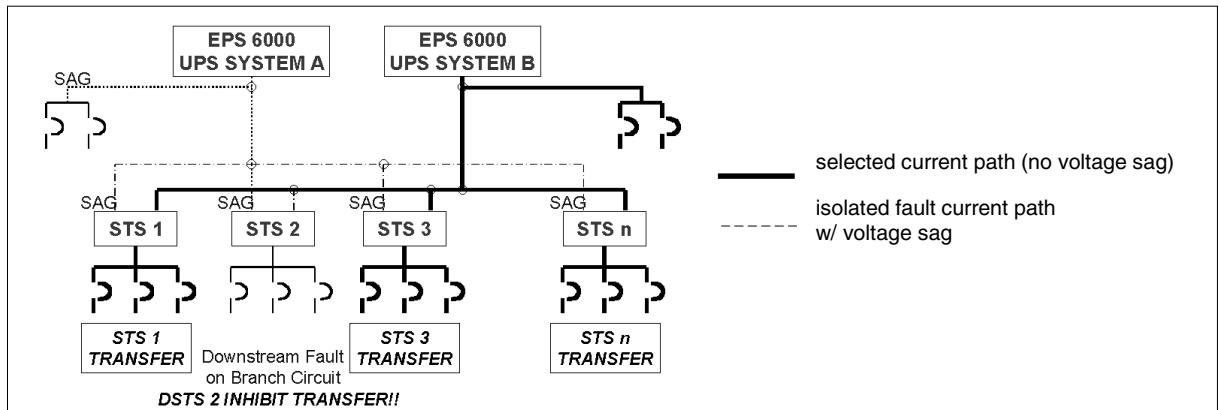 EPS 6000
UPS SYSTEM A
EPS 6000
UPS SYSTEM B
SAG
selected current path (no voltage sag)
isolated fault current path
w/ voltage sag
SAG
SAG
SAG
SAG
STS 1
STS 2
STS 3
STS n
STS 1
TRANSFER
Downstream Fault
on Branch Circuit
DSTS 2 INHIBIT TRANSFER!!
STS 3
TRANSFER
STS n
TRANSFER